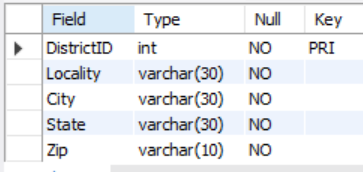 Field Type Null Key
DistrictID int NO PRI
Locality varchar(30) NO
City varchar(30) NO
State varchar(30) NO
Zip varchar(10) NO